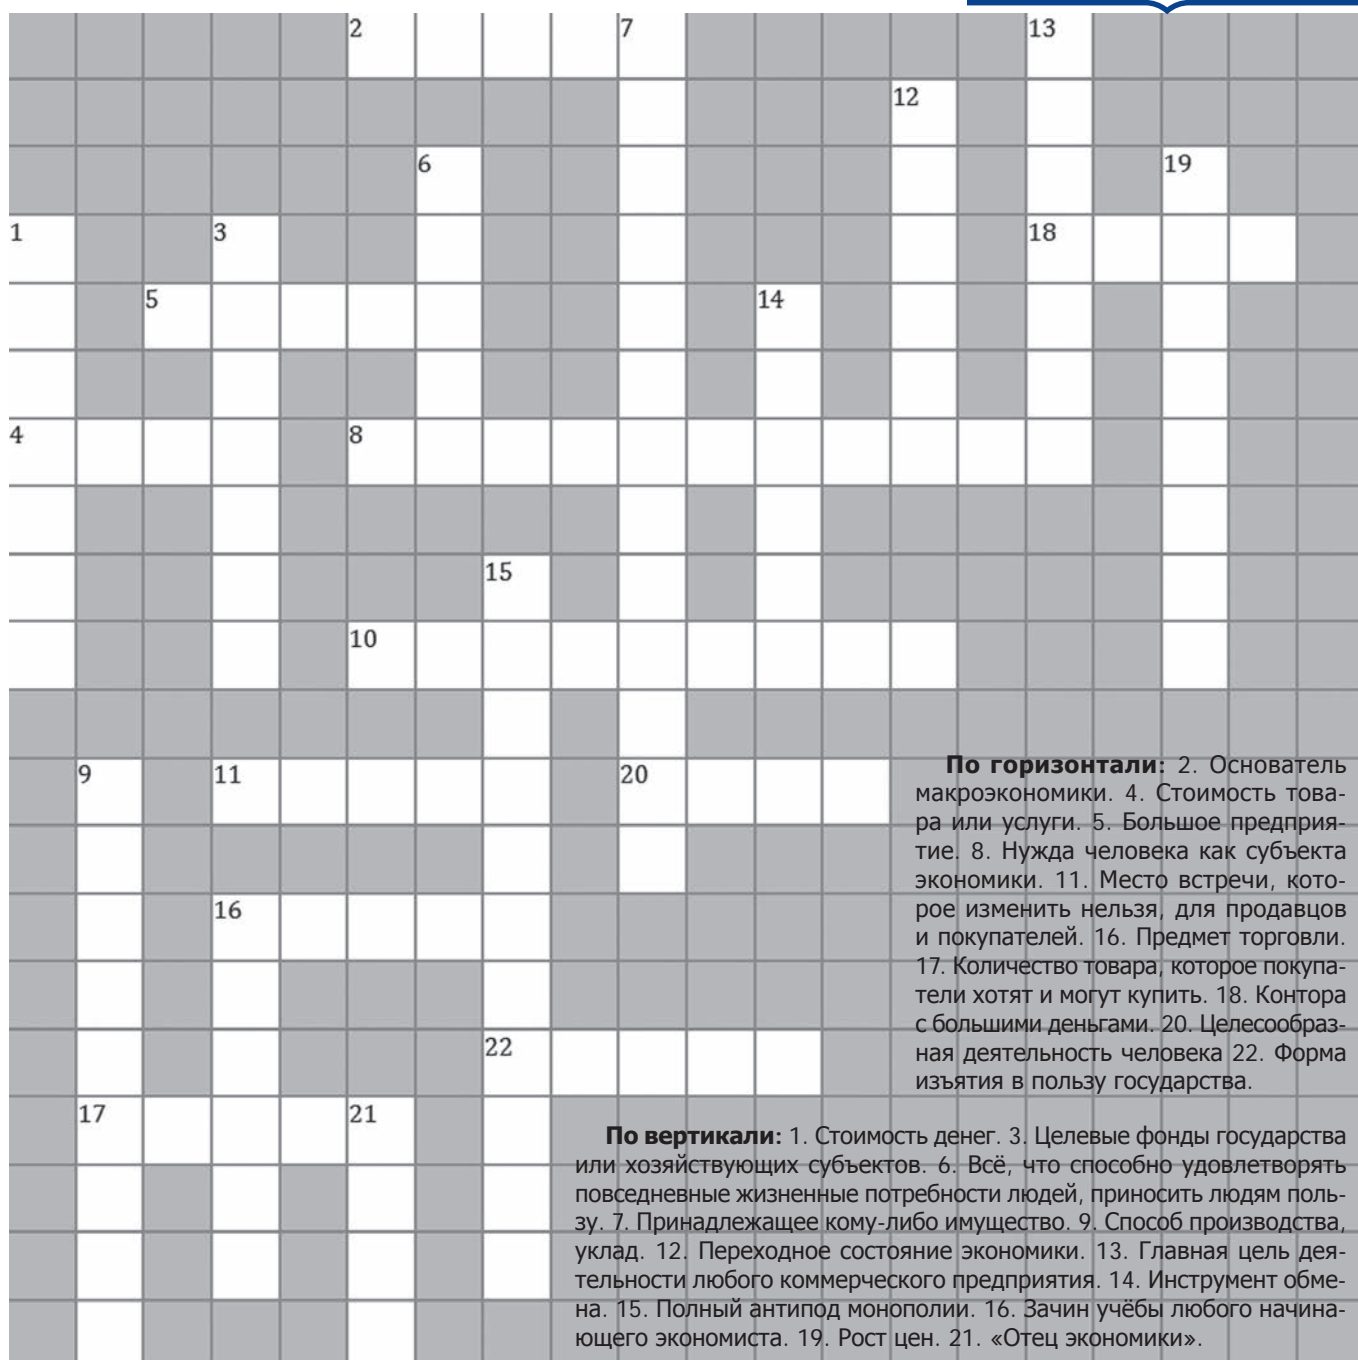 2 7 13
12
6 19
1 3 18
5 14
4 8
15
10
9 11 20
16
22
17 21
По горизонтали: 2. Основатель
макроэкономики. 4. Стоимость това-
ра или услуги. 5. Большое предприя-
тие. 8. Нужда человека как субъекта
экономики. 11. Место встречи, кото-
рое изменить нельзя, для продавцов
и покупателей. 16. Предмет торговли.
17. Количество товара, которое покупа-
тели хотят и могут купить. 18. Контора
с большими деньгами. 20. Целесообраз-
ная деятельность человека 22. Форма
изъятия в пользу государства.
По вертикали: 1. Стоимость денег. 3. Целевые фонды государства
или хозяйствующих субъектов. 6. Всё, что способно удовлетворять
повседневные жизненные потребности людей, приносить людям поль-
зу. 7. Принадлежащее кому-либо имущество. 9. Способ производства,
уклад. 12. Переходное состояние экономики. 13. Главная цель дея-
тельности любого коммерческого предприятия. 14. Инструмент обме-
на. 15. Полный антипод монополии. 16. Зачин учёбы любого начина-
ющего экономиста. 19. Рост цен. 21. «Отец экономики».